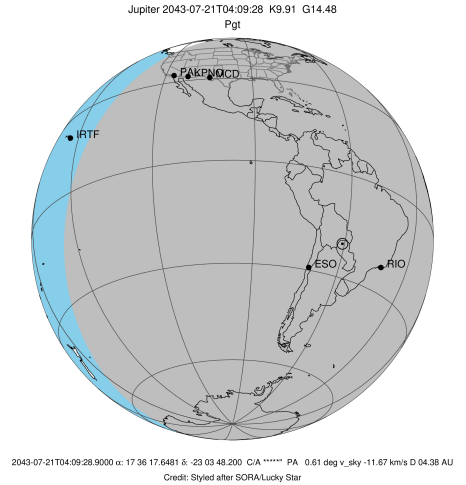 Jupiter 2043-07-21T04:09:28 K9.91 G14.48
Pgt
IRTF
ESO
RIO
2043-07-21T04:09:28.9000 α: 17 36 17.6481 δ: -23 03 48.200 C/A *****" PA 0.61 deg v_sky -11.67 km/s D 04.38 AU
Credit: Styled after SORA/Lucky Star